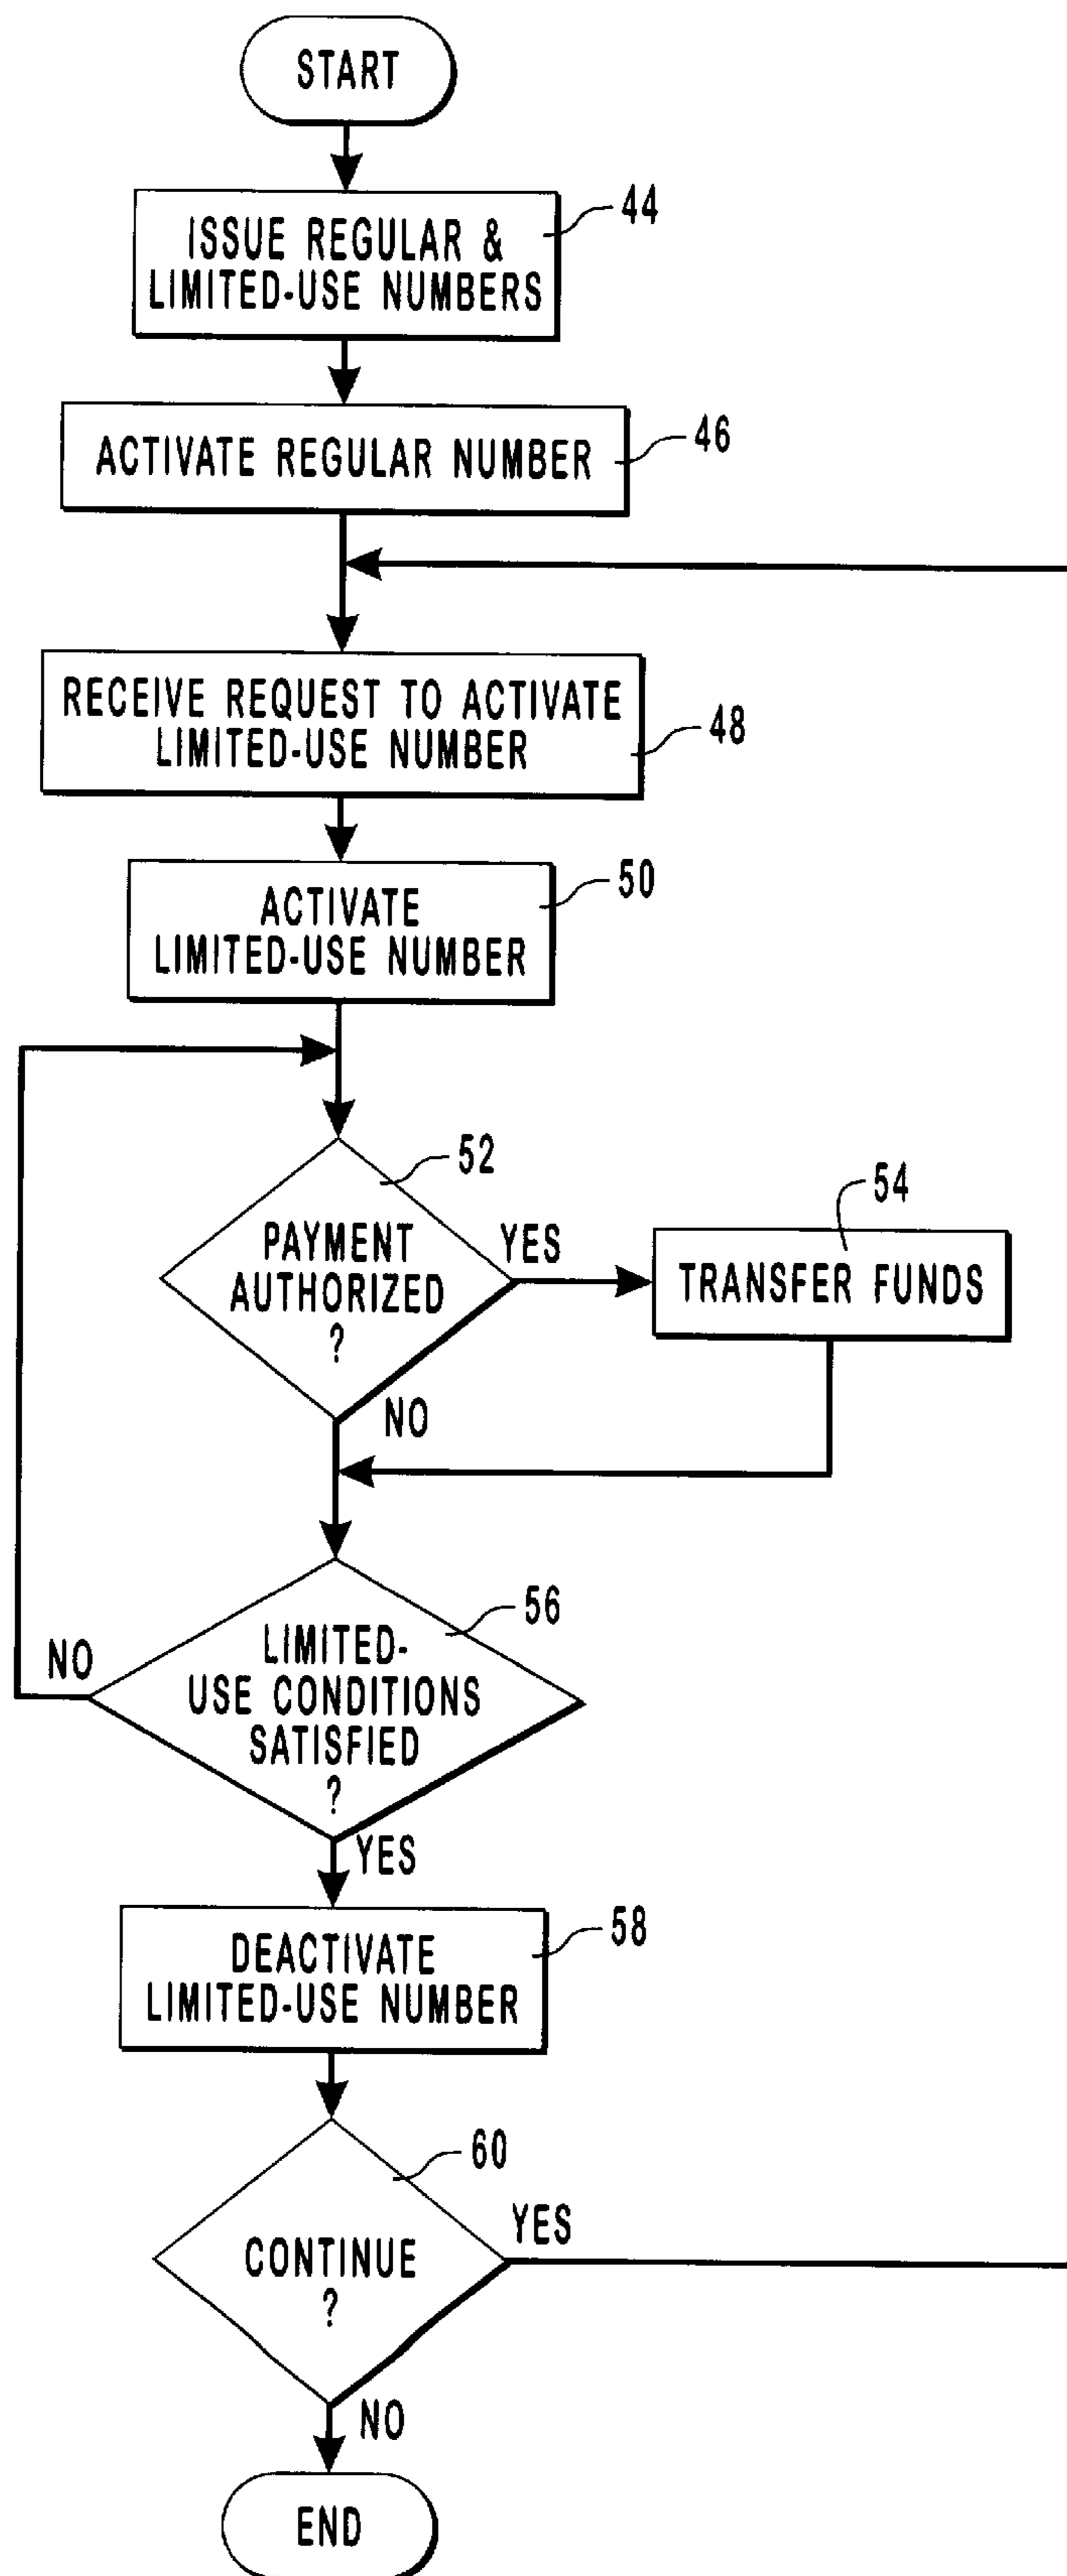 START
44
ISSUE REGULAR &
LIMITED-USE NUMBERS
46
ACTIVATE REGULAR NUMBER
RECEIVE REQUEST TO ACTIVATE
LIMITED-USE NUMBER
48
50
ACTIVATE
LIMITED-USE NUMBER
52
54
PAYMENT
AUTHORIZED
?
YES
TRANSFER FUNDS
NO
56
LIMITED-
USE CONDITIONS
SATISFIED
?
NO
YES
58
DEACTIVATE
LIMITED-USE NUMBER
60
YES
CONTINUE
?
NO
END